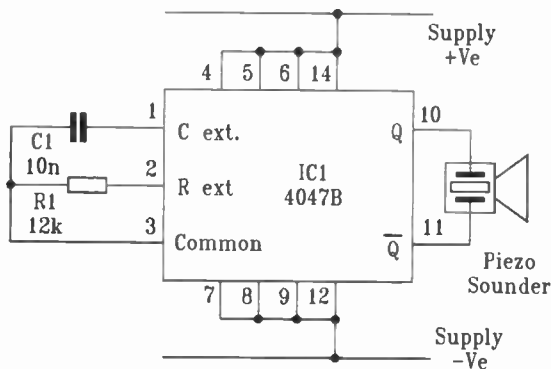 Supply
+Ve
4 5 6 14
1
C ext.
C1
10n
2
R ext
R1
12k
3
Common
IC1
4047B
10
Q
11
Q̅
Piezo
Sounder
7 8 9 12
Supply
-Ve